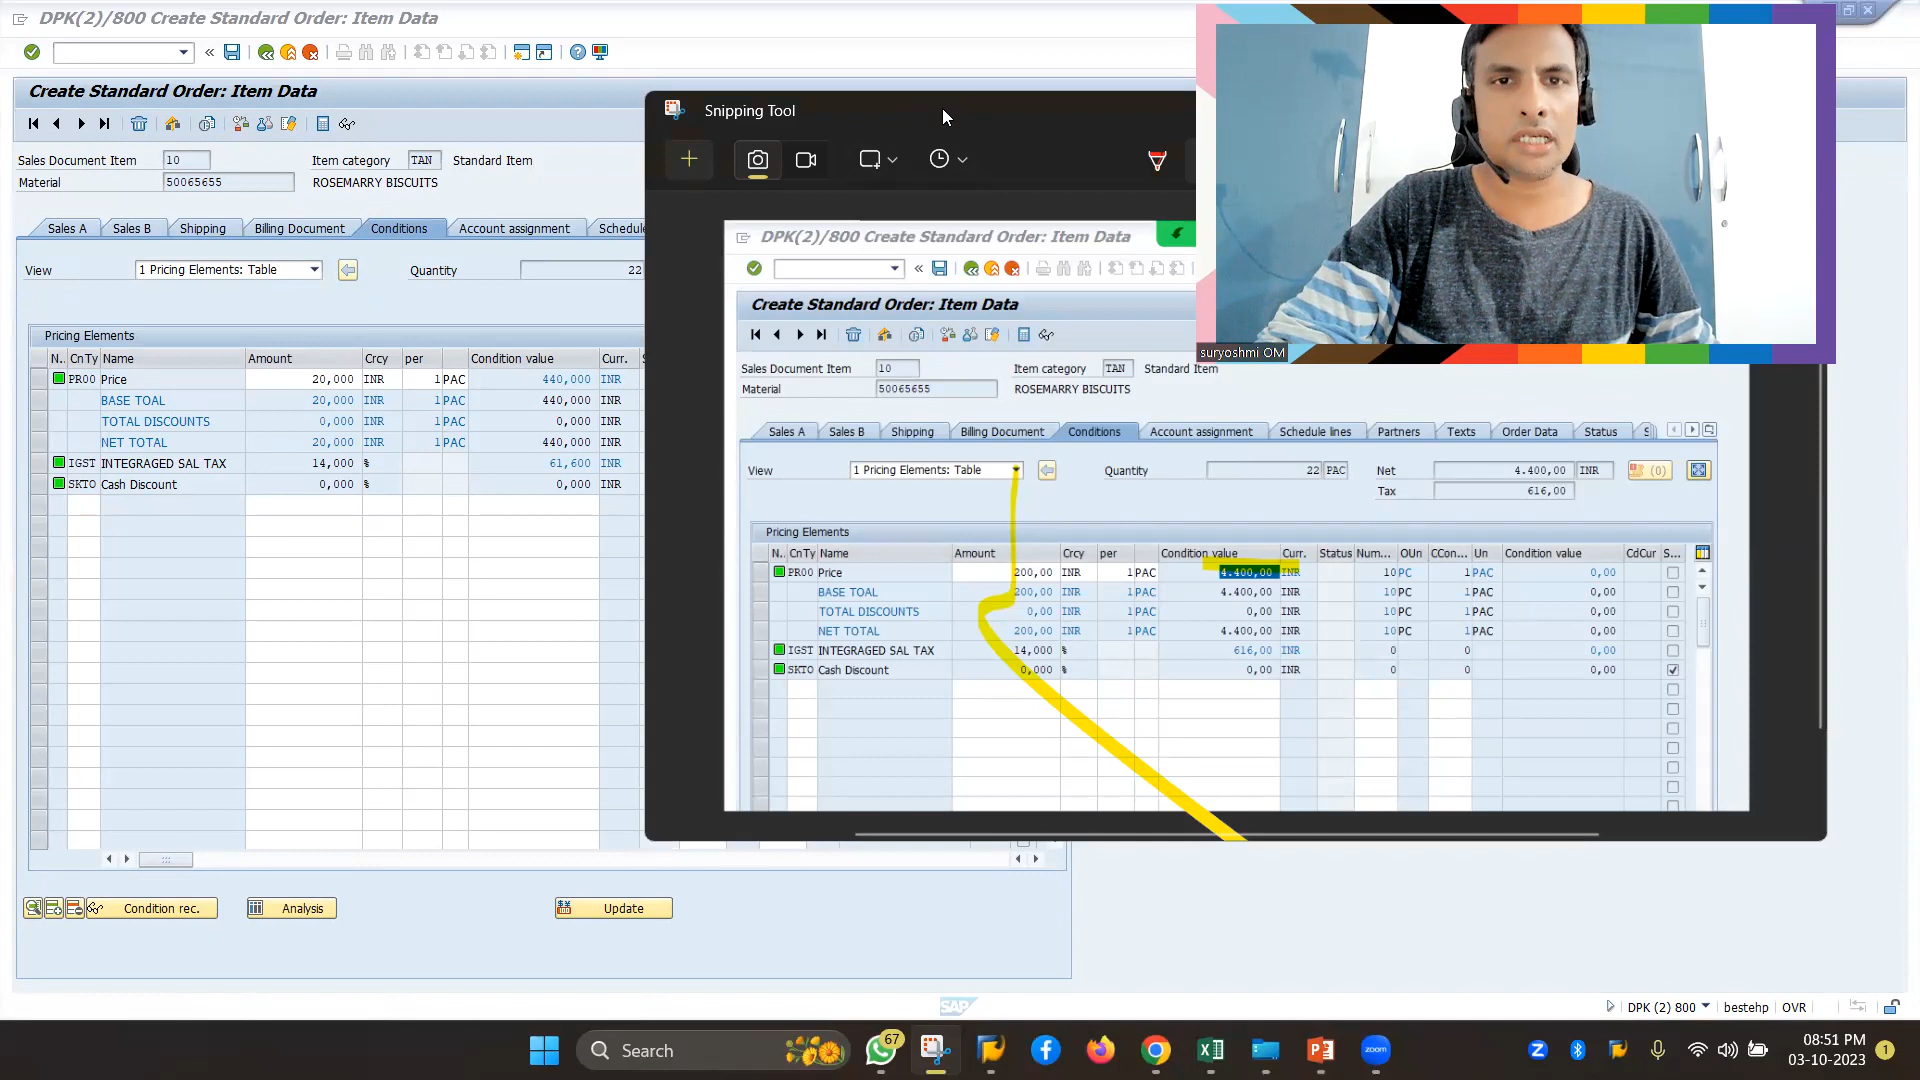 DPK(2)/800 Create Standard Order: Item Data
Create Standard Order: Item Data
Sales Document Item 10 Item category TAN Standard Item
Material 50065655 ROSEMARRY BISCUITS
Sales A Sales B Shipping Billing Document Conditions Account assignment Schedule
View 1 Pricing Elements: Table Quantity 22
Pricing Elements
N.. CnTy Name Amount Crcy per Condition value Curr.
PR00 Price 20,000 INR 1 PAC 440,000 INR
BASE TOAL 20,000 INR 1 PAC 440,000 INR
TOTAL DISCOUNTS 0,000 INR 1 PAC 0,000 INR
NET TOTAL 20,000 INR 1 PAC 440,000 INR
IGST INTEGRAGED SAL TAX 14,000 % 61,600 INR
SKTO Cash Discount 0,000 % 0,000 INR
Condition rec. Analysis Update
Snipping Tool
DPK(2)/800 Create Standard Order: Item Data
Create Standard Order: Item Data
Sales Document Item 10 Item category TAN Standard Item
Material 50065655 ROSEMARRY BISCUITS
Sales A Sales B Shipping Billing Document Conditions Account assignment Schedule lines Partners Texts Order Data Status
View 1 Pricing Elements: Table Quantity 22 PAC Net 4.400,00 INR (0)
Tax 616,00
Pricing Elements
N.. CnTy Name Amount Crcy per Condition value Curr. Status Num... OUn CCon... Un Condition value CdCur S...
PR00 Price 200,00 INR 1 PAC 4.400,00 INR 10 PC 1 PAC 0,00
BASE TOAL 200,00 INR 1 PAC 4.400,00 INR 10 PC 1 PAC 0,00
TOTAL DISCOUNTS 0,00 INR 1 PAC 0,00 INR 10 PC 1 PAC 0,00
NET TOTAL 200,00 INR 1 PAC 4.400,00 INR 10 PC 1 PAC 0,00
IGST INTEGRAGED SAL TAX 14,000 % 616,00 INR 0 0 0,00
SKTO Cash Discount 0,000 % 0,00 INR 0 0 0,00
suryoshmi OM
SAP
DPK (2) 800 bestehp OVR
Search
67
zoom
08:51 PM
03-10-2023
1